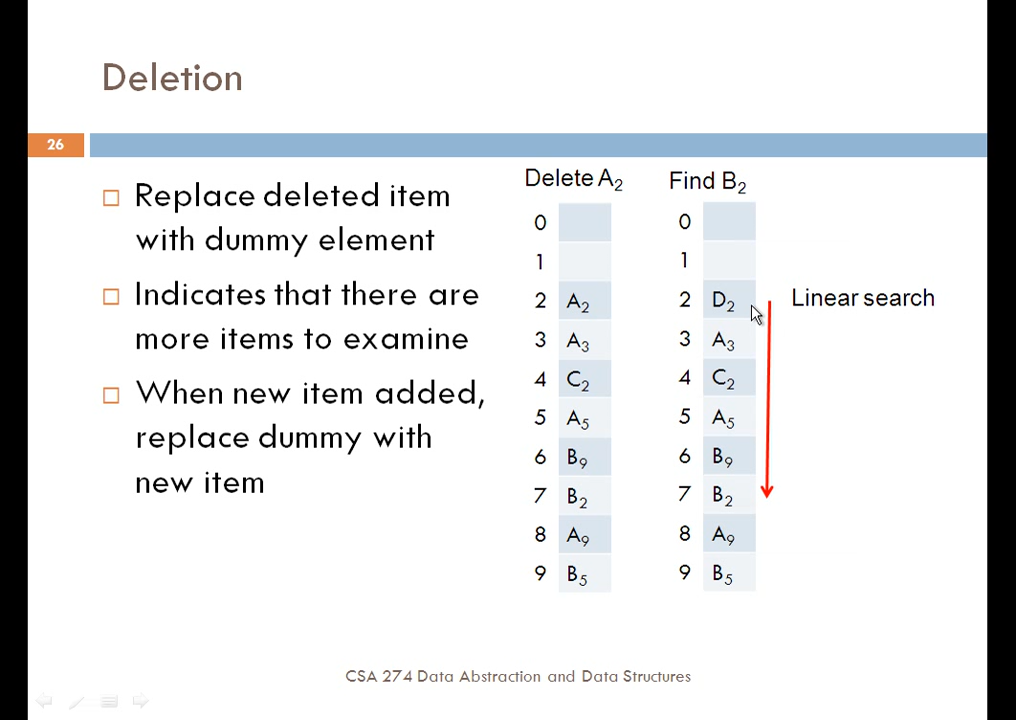 Deletion
26
Replace deleted item
with dummy element
Indicates that there are
more items to examine
When new item added,
replace dummy with
new item
Delete A₂
0
1
2 A₂
3 A₃
4 C₂
5 A₅
6 B₉
7 B₂
8 A₉
9 B₅
Find B₂
0
1
2 D₂
3 A₃
4 C₂
5 A₅
6 B₉
7 B₂
8 A₉
9 B₅
Linear search
CSA 274 Data Abstraction and Data Structures